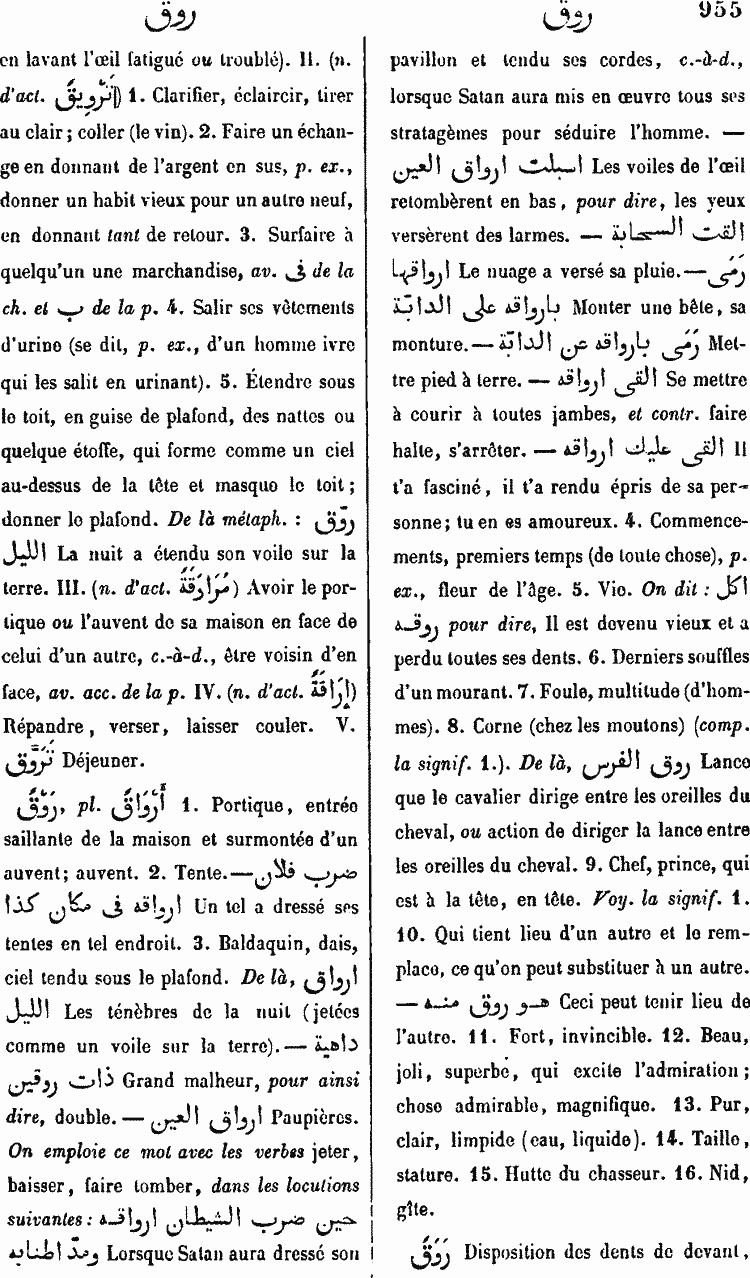 روق
روق
955
en lavant l'œil fatigué ou troublé). II. (n.
d'act. تَرْوِيقٌ) 1. Clarifier, éclaircir, tirer
au clair; coller (le vin). 2. Faire un échan-
ge en donnant de l'argent en sus, p. ex.,
donner un habit vieux pour un autre neuf,
en donnant tant de retour. 3. Surfaire à
quelqu'un une marchandise, av. فى de la
ch. et ب de la p. 4. Salir ses vêtements
d'urine (se dit, p. ex., d'un homme ivre
qui les salit en urinant). 5. Étendre sous
le toit, en guise de plafond, des nattes ou
quelque étoffe, qui forme comme un ciel
au-dessus de la tête et masque le toit;
donner le plafond. De là métaph. : روّق
الليل La nuit a étendu son voile sur la
terre. III. (n. d'act. مُرَاوَقَةٌ) Avoir le por-
tique ou l'auvent de sa maison en face de
celui d'un autre, c.-à-d., être voisin d'en
face, av. acc. de la p. IV. (n. d'act. إِرَاقَةٌ)
Répandre, verser, laisser couler. V.
تَرَوَّق Déjeuner.
رَوْقٌ, pl. أَرْوَاقٌ 1. Portique, entrée
saillante de la maison et surmontée d'un
auvent; auvent. 2. Tente.—ضرب فلان
ارواقه فى مكان كذا Un tel a dressé ses
tentes en tel endroit. 3. Baldaquin, dais,
ciel tendu sous le plafond. De là, ارواق
الليل Les ténèbres de la nuit (jetées
comme un voile sur la terre).— داهية
ذات روقين Grand malheur, pour ainsi
dire, double. — ارواق العين Paupières.
On emploie ce mot avec les verbes jeter,
baisser, faire tomber, dans les locutions
suivantes : حين ضرب الشيطان ارواقه
ومدّ اطنابه Lorsque Satan aura dressé son
pavillon et tendu ses cordes, c.-à-d.,
lorsque Satan aura mis en œuvre tous ses
stratagèmes pour séduire l'homme. —
اسبلت ارواق العين Les voiles de l'œil
retombèrent en bas, pour dire, les yeux
versèrent des larmes. — القت السحابة
ارواقها Le nuage a versé sa pluie.—رَمَى
بارواقه على الدابّة Monter une bête, sa
monture.— رَمَى بارواقه عن الدابّة Met-
tre pied à terre. — القى ارواقه Se mettre
à courir à toutes jambes, et contr. faire
halte, s'arrêter. — القى عليك ارواقه Il
t'a fasciné, il t'a rendu épris de sa per-
sonne; tu en es amoureux. 4. Commence-
ments, premiers temps (de toute chose), p.
ex., fleur de l'âge. 5. Vie. On dit : اكل
روقه pour dire, Il est devenu vieux et a
perdu toutes ses dents. 6. Derniers souffles
d'un mourant. 7. Foule, multitude (d'hom-
mes). 8. Corne (chez les moutons) (comp.
la signif. 1.). De là, روق الفرس Lance
que le cavalier dirige entre les oreilles du
cheval, ou action de diriger la lance entre
les oreilles du cheval. 9. Chef, prince, qui
est à la tête, en tête. Voy. la signif. 1.
10. Qui tient lieu d'un autre et le rem-
place, ce qu'on peut substituer à un autre.
— هو روق منه Ceci peut tenir lieu de
l'autre. 11. Fort, invincible. 12. Beau,
joli, superbe, qui excite l'admiration;
chose admirable, magnifique. 13. Pur,
clair, limpide (eau, liquide). 14. Taille,
stature. 15. Hutte du chasseur. 16. Nid,
gîte.
رَوَقٌ Disposition des dents de devant,